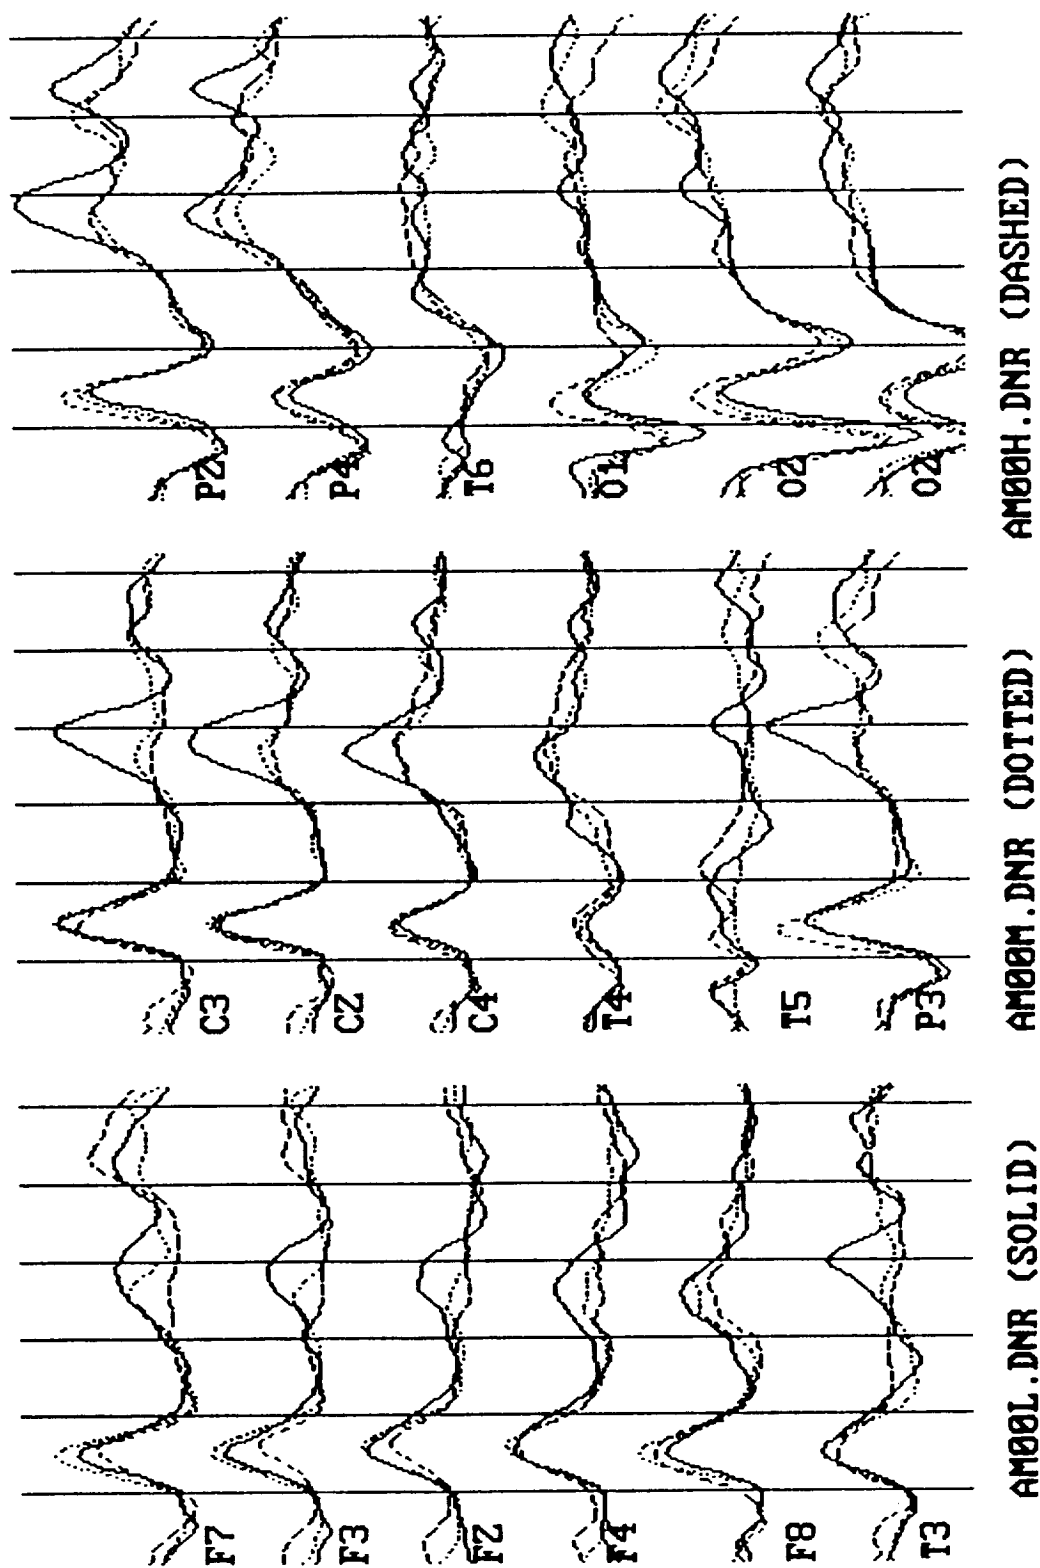 F7
F3
FZ
F4
F8
T3
C3
CZ
C4
T4
T5
P3
PZ
P4
T6
O1
O2
O2
AM00L.DNR (SOLID)
AM00M.DNR (DOTTED)
AM00H.DNR (DASHED)